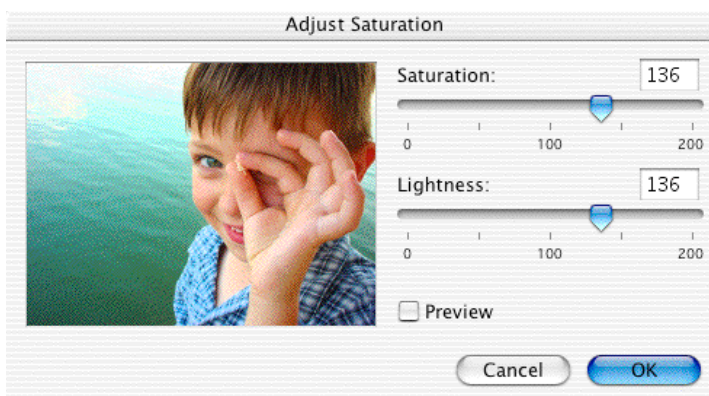 Adjust Saturation
Saturation: 136
0 100 200
Lightness: 136
0 100 200
Preview
Cancel OK